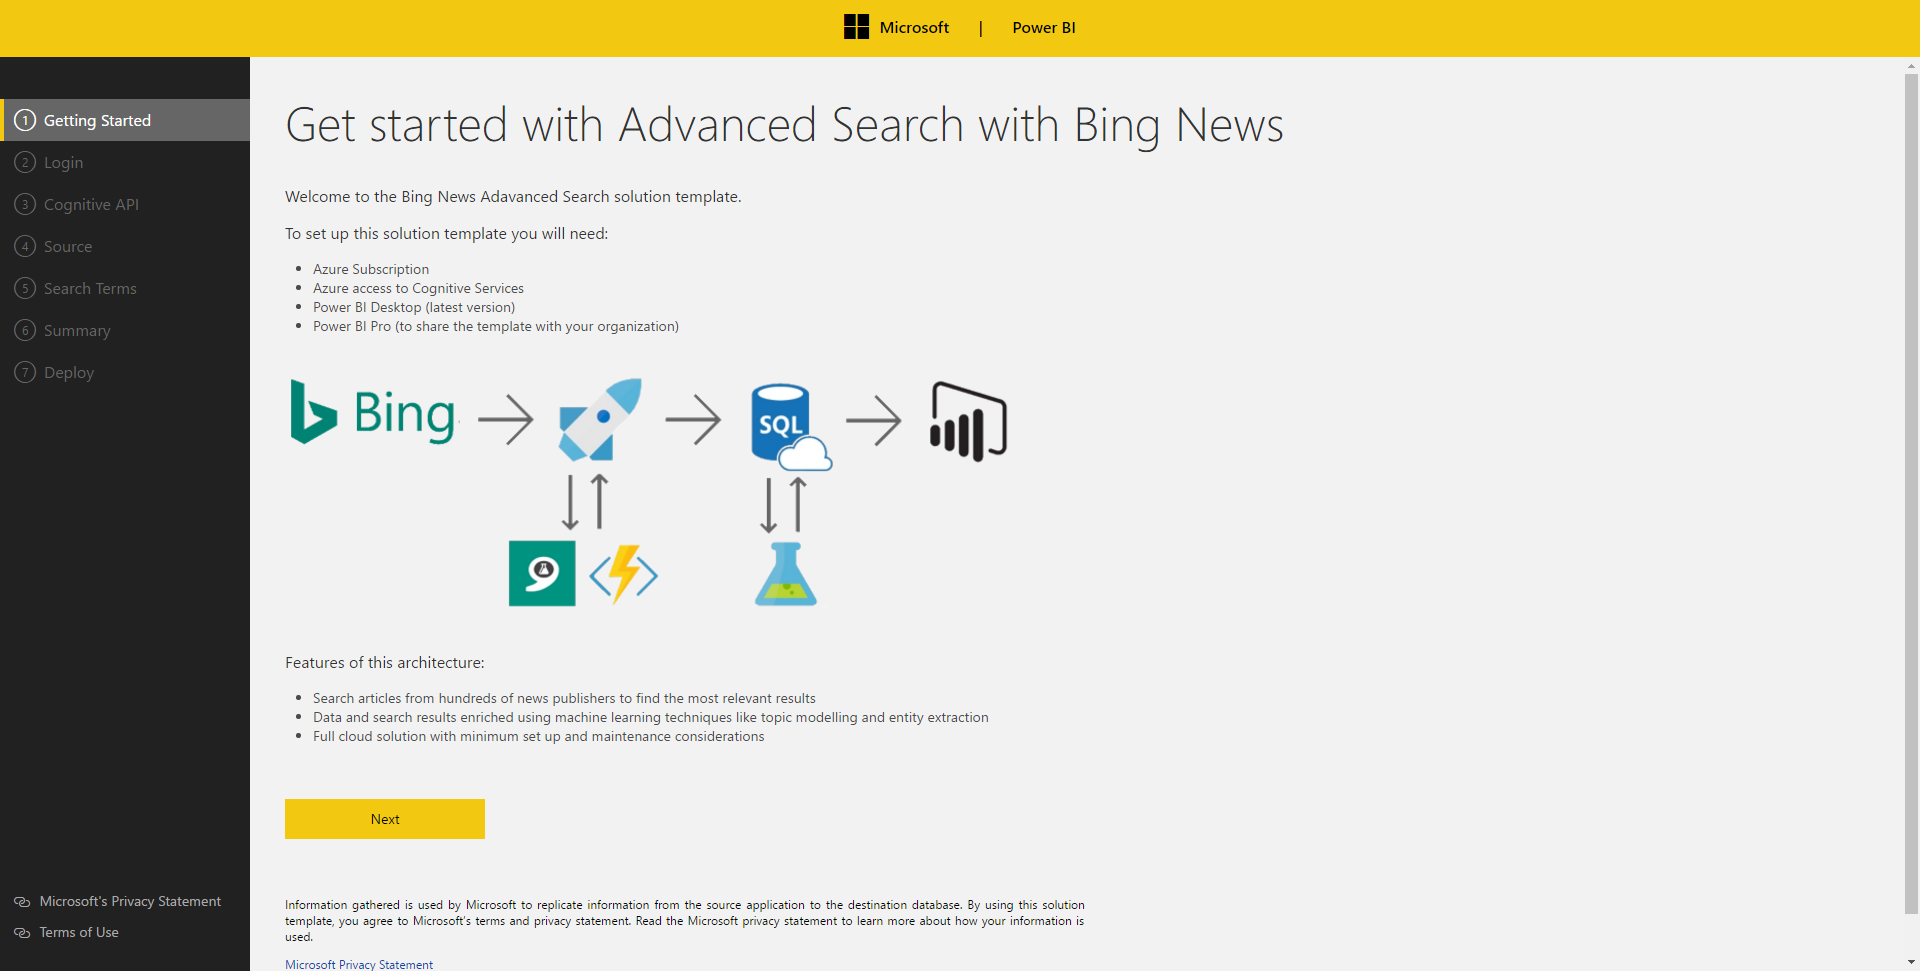 Microsoft | Power BI
1 Getting Started
2 Login
3 Cognitive API
4 Source
5 Search Terms
6 Summary
7 Deploy
Microsoft's Privacy Statement
Terms of Use
Get started with Advanced Search with Bing News
Welcome to the Bing News Adavanced Search solution template.
To set up this solution template you will need:
Azure Subscription
Azure access to Cognitive Services
Power BI Desktop (latest version)
Power BI Pro (to share the template with your organization)
Bing
SQL
Features of this architecture:
Search articles from hundreds of news publishers to find the most relevant results
Data and search results enriched using machine learning techniques like topic modelling and entity extraction
Full cloud solution with minimum set up and maintenance considerations
Next
Information gathered is used by Microsoft to replicate information from the source application to the destination database. By using this solution
template, you agree to Microsoft's terms and privacy statement. Read the Microsoft privacy statement to learn more about how your information is
used.
Microsoft Privacy Statement